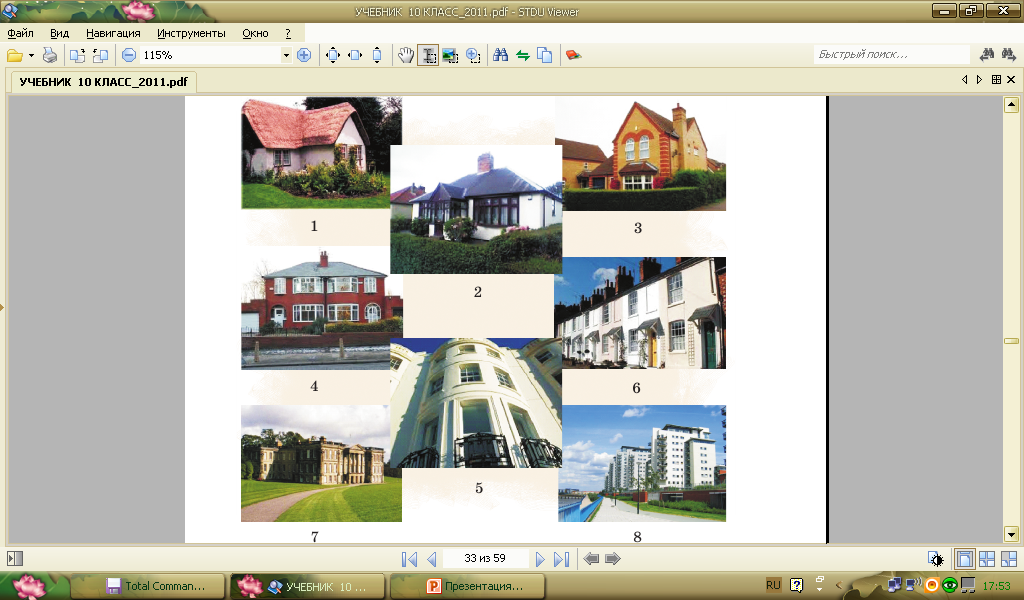 УЧЕБНИК 10 КЛАСС_2011.pdf - STDU Viewer
Файл Вид Навигация Инструменты Окно ?
115%
Быстрый поиск...
УЧЕБНИК 10 КЛАСС_2011.pdf
1
2
3
4
5
6
7
8
33 из 59
Total Comman...
УЧЕБНИК 10 ...
Презентация...
RU
17:53